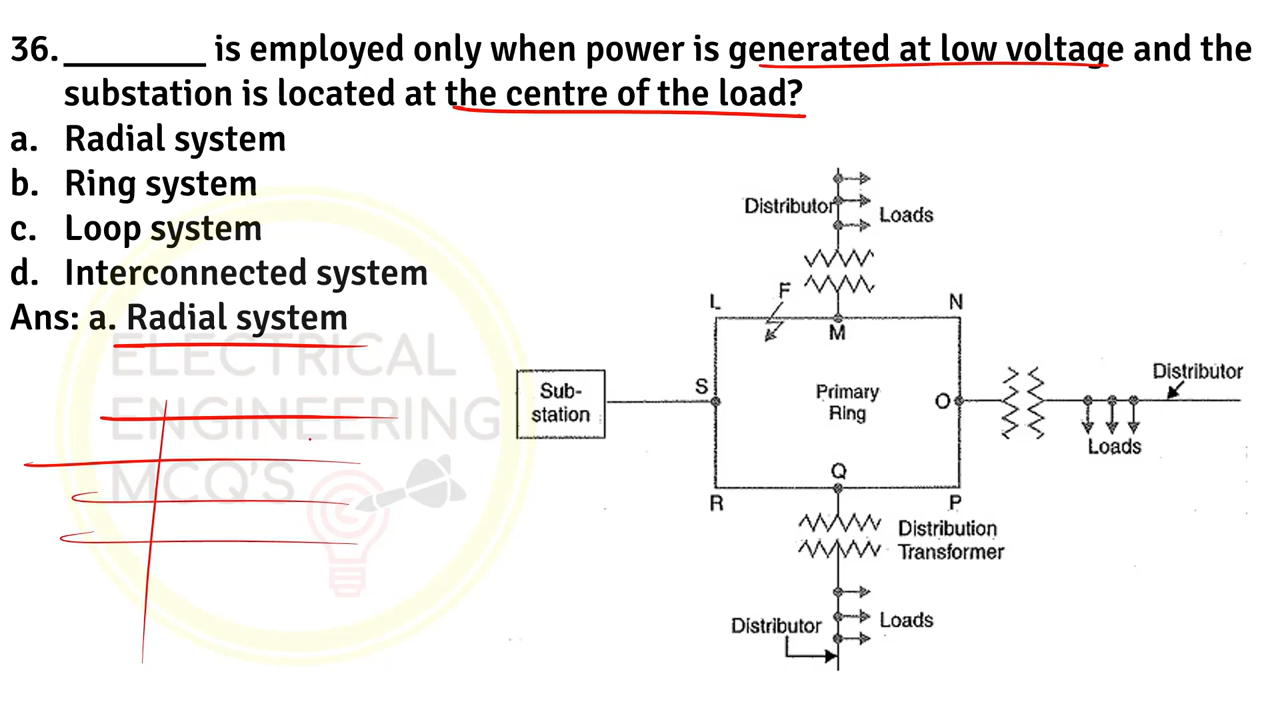 36._______ is employed only when power is generated at low voltage and the
substation is located at the centre of the load?
a. Radial system
b. Ring system
c. Loop system
d. Interconnected system
Ans: a. Radial system
ELECTRICAL
ENGINEERING
MCQ'S
Distributor
Loads
F
L
N
M
Sub-
station
S
Primary
Ring
O
Distributor
Loads
Q
R
P
Distribution
Transformer
Distributor
Loads